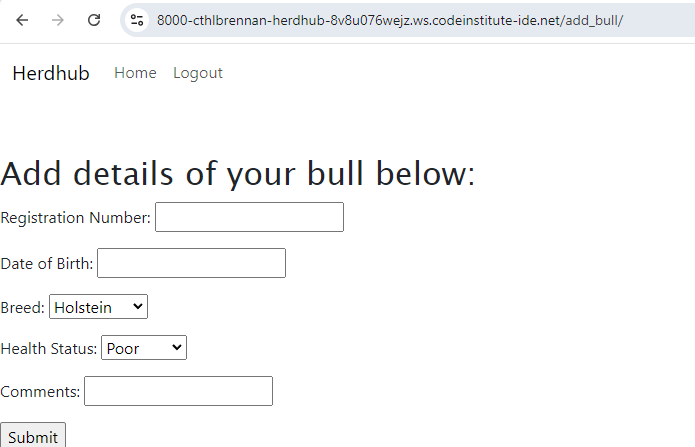 8000-cthlbrennan-herdhub-8v8u076wejz.ws.codeinstitute-ide.net/add_bull/
Herdhub Home Logout
Add details of your bull below:
Registration Number:
Date of Birth:
Breed: Holstein
Health Status: Poor
Comments:
Submit